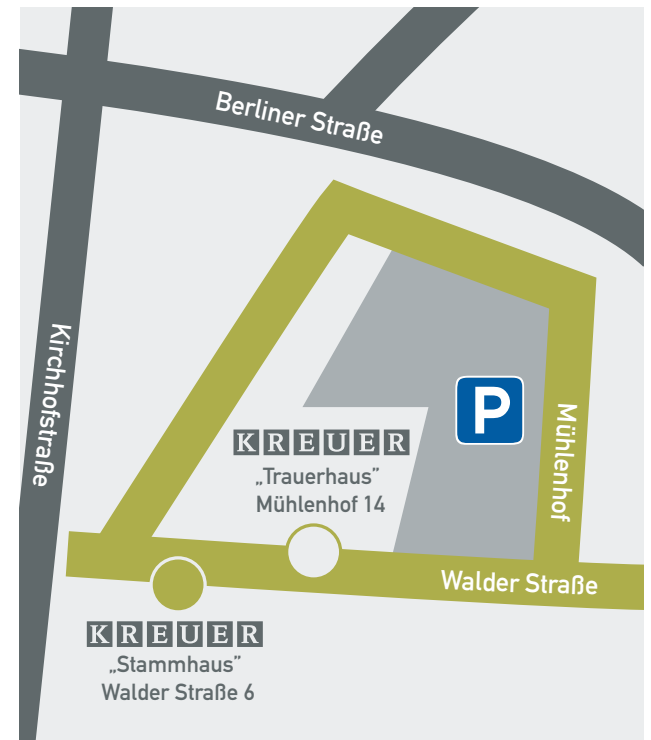 Berliner Straße
Kirchhofstraße
P
Mühlenhof
KREUER
„Trauerhaus”
Mühlenhof 14
Walder Straße
KREUER
„Stammhaus”
Walder Straße 6